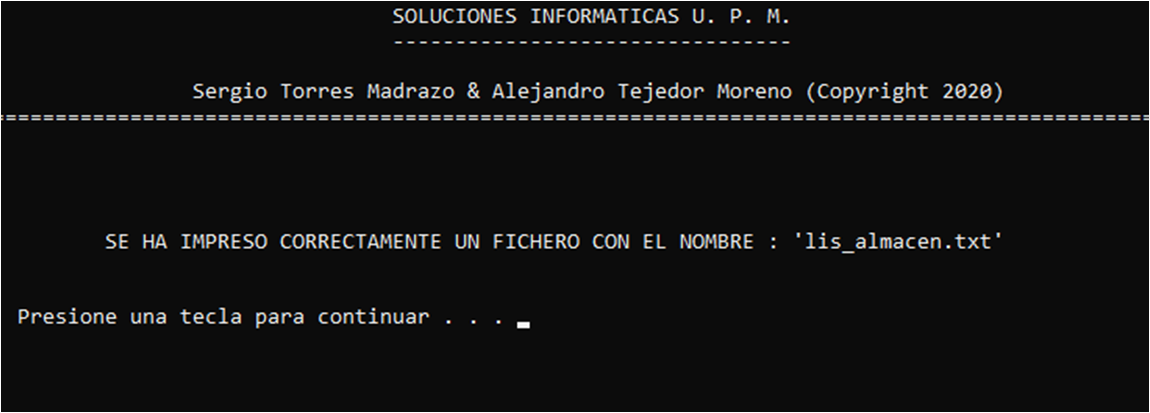 SOLUCIONES INFORMATICAS U. P. M.
--------------------------------
Sergio Torres Madrazo & Alejandro Tejedor Moreno (Copyright 2020)
============================================================================================
SE HA IMPRESO CORRECTAMENTE UN FICHERO CON EL NOMBRE : 'lis_almacen.txt'
Presione una tecla para continuar . . .